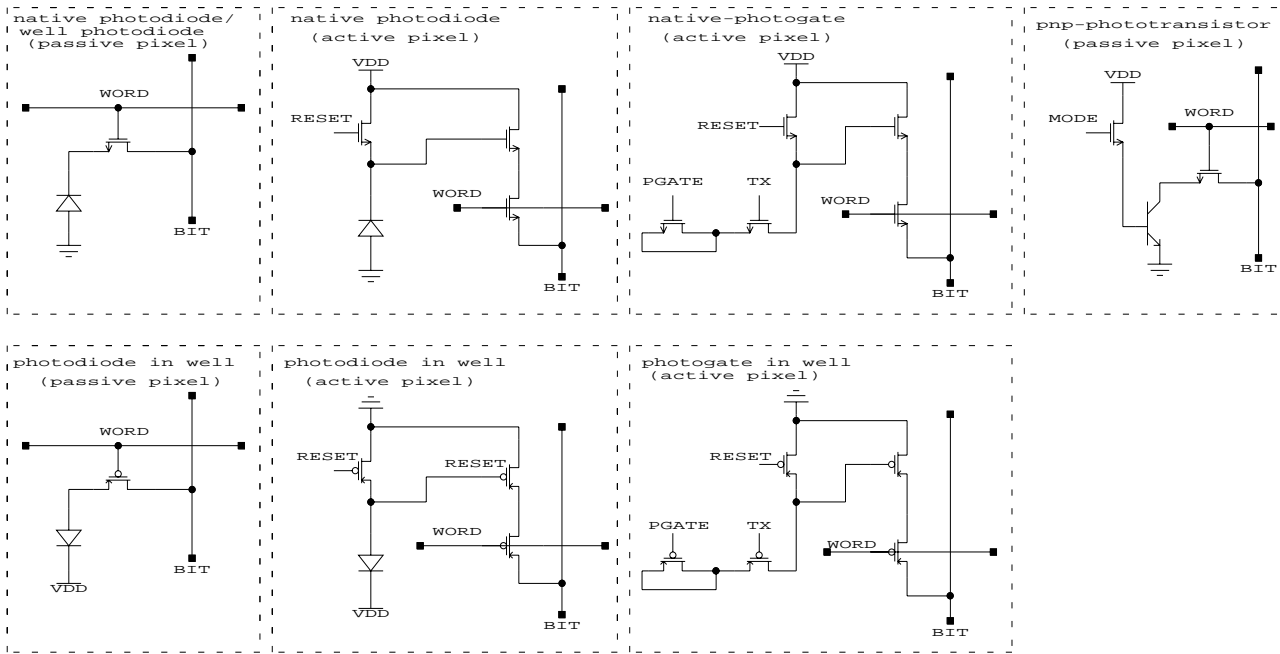 native photodiode/
well photodiode
(passive pixel)
WORD
BIT
native photodiode
(active pixel)
VDD
RESET
WORD
BIT
native-photogate
(active pixel)
VDD
RESET
PGATE TX
WORD
BIT
pnp-phototransistor
(passive pixel)
VDD
MODE
WORD
BIT
photodiode in well
(passive pixel)
WORD
BIT
VDD
photodiode in well
(active pixel)
RESET
RESET
WORD
VDD
BIT
photogate in well
(active pixel)
RESET
PGATE TX
WORD
BIT